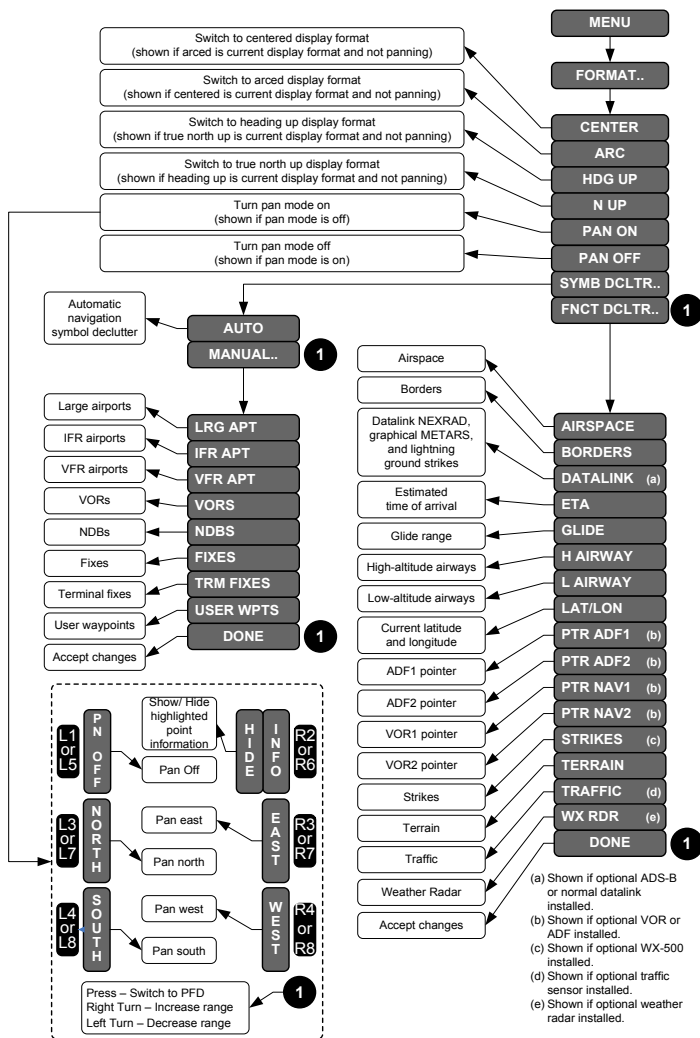 Switch to centered display format
(shown if arced is current display format and not panning)
Switch to arced display format
(shown if centered is current display format and not panning)
Switch to heading up display format
(shown if true north up is current display format and not panning)
Switch to true north up display format
(shown if heading up is current display format and not panning)
Turn pan mode on
(shown if pan mode is off)
Turn pan mode off
(shown if pan mode is on)
MENU
FORMAT..
CENTER
ARC
HDG UP
N UP
PAN ON
PAN OFF
SYMB DCLTR..
FNCT DCLTR..
1
Automatic
navigation
symbol declutter
AUTO
MANUAL..
1
Large airports
IFR airports
VFR airports
VORs
NDBs
Fixes
Terminal fixes
User waypoints
Accept changes
LRG APT
IFR APT
VFR APT
VORS
NDBS
FIXES
TRM FIXES
USER WPTS
DONE
1
Airspace
Borders
Datalink NEXRAD,
graphical METARS,
and lightning
ground strikes
Estimated
time of arrival
Glide range
High-altitude airways
Low-altitude airways
Current latitude
and longitude
ADF1 pointer
ADF2 pointer
VOR1 pointer
VOR2 pointer
Strikes
Terrain
Traffic
Weather Radar
Accept changes
AIRSPACE
BORDERS
DATALINK (a)
ETA
GLIDE
H AIRWAY
L AIRWAY
LAT/LON
PTR ADF1 (b)
PTR ADF2 (b)
PTR NAV1 (b)
PTR NAV2 (b)
STRIKES (c)
TERRAIN
TRAFFIC (d)
WX RDR (e)
DONE
1
(a) Shown if optional ADS-B
or normal datalink
installed.
(b) Shown if optional VOR or
ADF installed.
(c) Shown if optional WX-500
installed.
(d) Shown if optional traffic
sensor installed.
(e) Shown if optional weather
radar installed.
L1
or
L5
PN OFF
Pan Off
Show/ Hide
highlighted
point
information
HIDE
INFO
R2
or
R6
L3
or
L7
NORTH
Pan east
Pan north
EAST
R3
or
R7
L4
or
L8
SOUTH
Pan west
Pan south
WEST
R4
or
R8
Press – Switch to PFD
Right Turn – Increase range
Left Turn – Decrease range
1